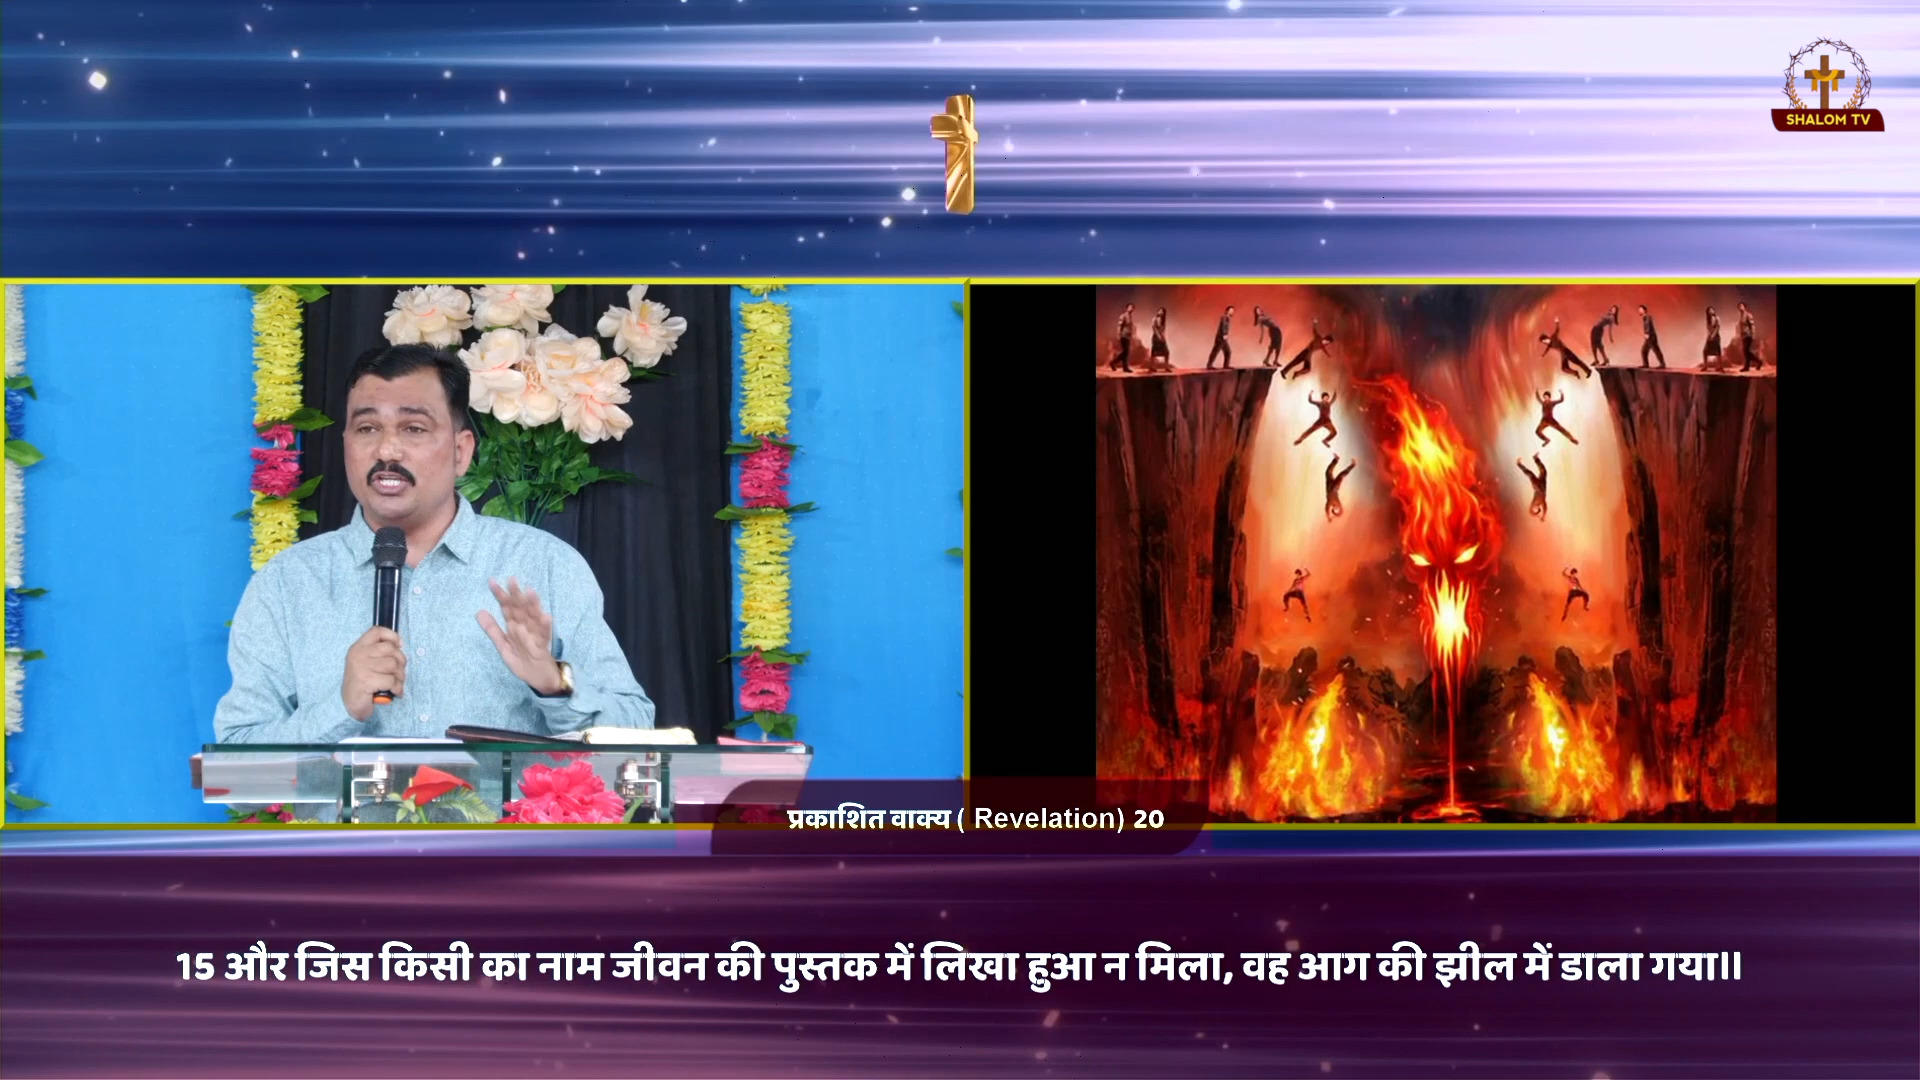 SHALOM TV
प्रकाशित वाक्य ( Revelation) 20
15 और जिस किसी का नाम जीवन की पुस्तक में लिखा हुआ न मिला, वह आग की झील में डाला गया॥